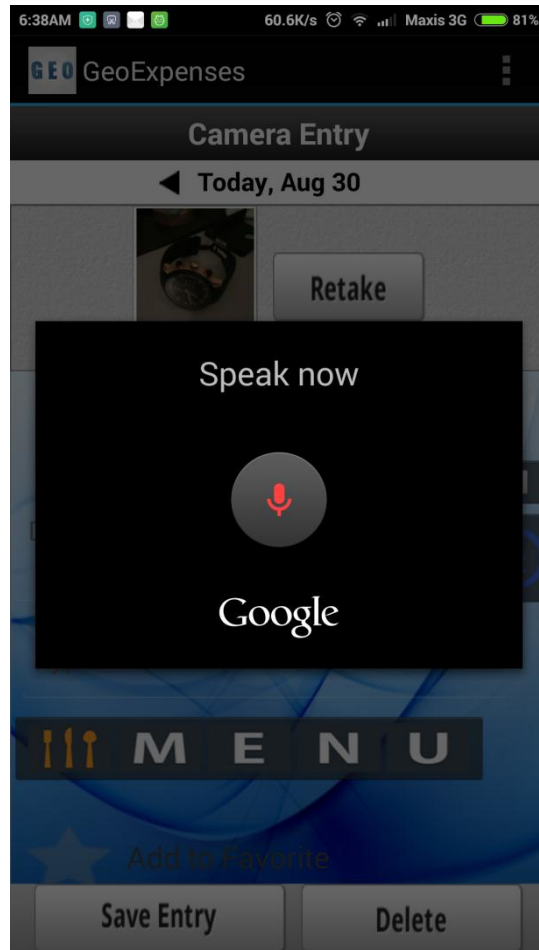 6:38AM 60.6K/s Maxis 3G 81%
GEO GeoExpenses
Camera Entry
Today, Aug 30
Retake
Speak now
Google
MENU
Add to Favorite
Save Entry Delete